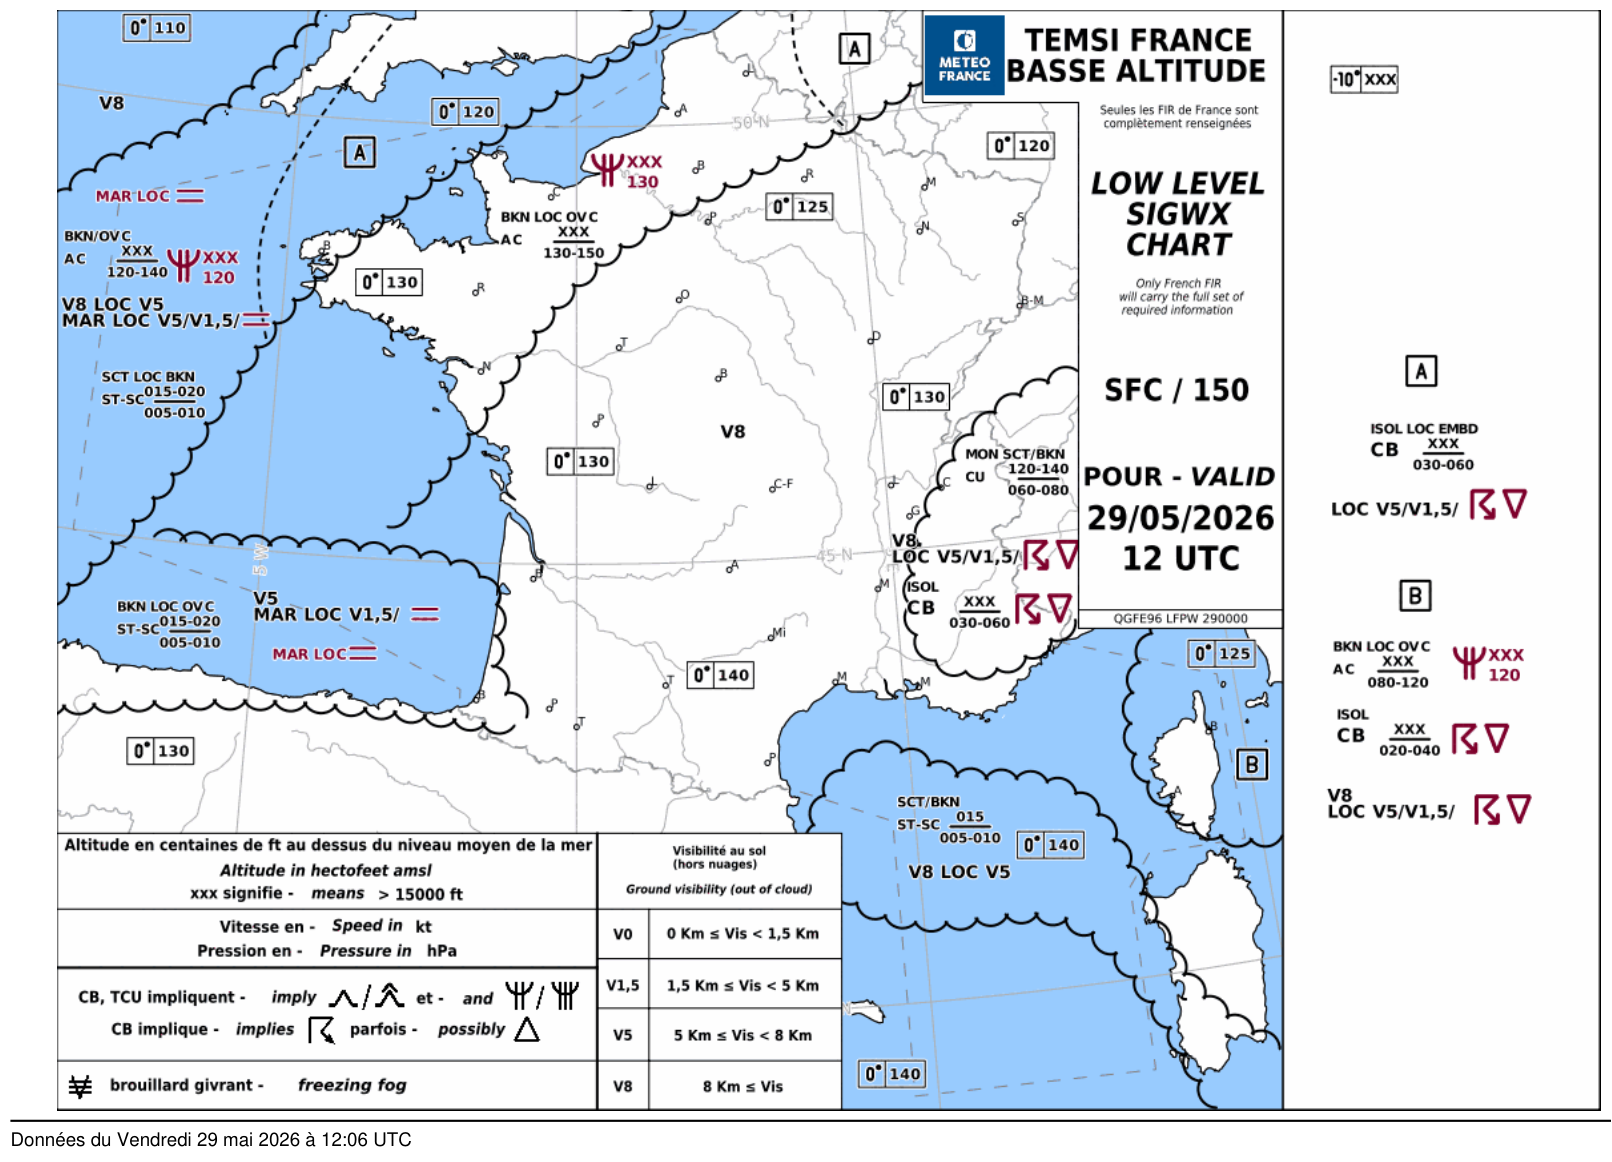 0° 110
V8
0° 120
A
A
50°N
MAR LOC
BKN/OVC
AC XXX
120-140
XXX
120
V8 LOC V5
MAR LOC V5/V1,5/
SCT LOC BKN
ST-SC 015-020
005-010
XXX
130
BKN LOC OVC
AC XXX
130-150
0° 130
0° 125
0° 120
B
R
C
C
L
A
B
R
P
M
N
S
B-M
O
T
N
B
D
P
L
C-F
L
C
G
V8
0° 130
0° 130
MON SCT/BKN
CU 120-140
060-080
V8
LOC V5/V1,5/
ISOL
CB XXX
030-060
45°N
5°W
BKN LOC OVC
ST-SC 015-020
005-010
V5
MAR LOC V1,5/
MAR LOC
B
A
M
Mi
T
B
P
T
M
M
P
0° 140
0° 130
0° 125
B
A
B
SCT/BKN
ST-SC 015
005-010
0° 140
V8 LOC V5
0° 140
METEO
FRANCE
TEMSI FRANCE
BASSE ALTITUDE
Seules les FIR de France sont
complètement renseignées
LOW LEVEL
SIGWX
CHART
Only French FIR
will carry the full set of
required information
SFC / 150
POUR - VALID
29/05/2026
12 UTC
QGFE96 LFPW 290000
-10° XXX
A
ISOL LOC EMBD
CB XXX
030-060
LOC V5/V1,5/
B
BKN LOC OVC
AC XXX
080-120
XXX
120
ISOL
CB XXX
020-040
V8
LOC V5/V1,5/
Altitude en centaines de ft au dessus du niveau moyen de la mer
Altitude in hectofeet amsl
xxx signifie - means > 15000 ft
Vitesse en - Speed in kt
Pression en - Pressure in hPa
CB, TCU impliquent - imply / et - and /
CB implique - implies parfois - possibly
brouillard givrant - freezing fog
Visibilité au sol
(hors nuages)
Ground visibility (out of cloud)
V0 0 Km ≤ Vis < 1,5 Km
V1,5 1,5 Km ≤ Vis < 5 Km
V5 5 Km ≤ Vis < 8 Km
V8 8 Km ≤ Vis
Données du Vendredi 29 mai 2026 à 12:06 UTC